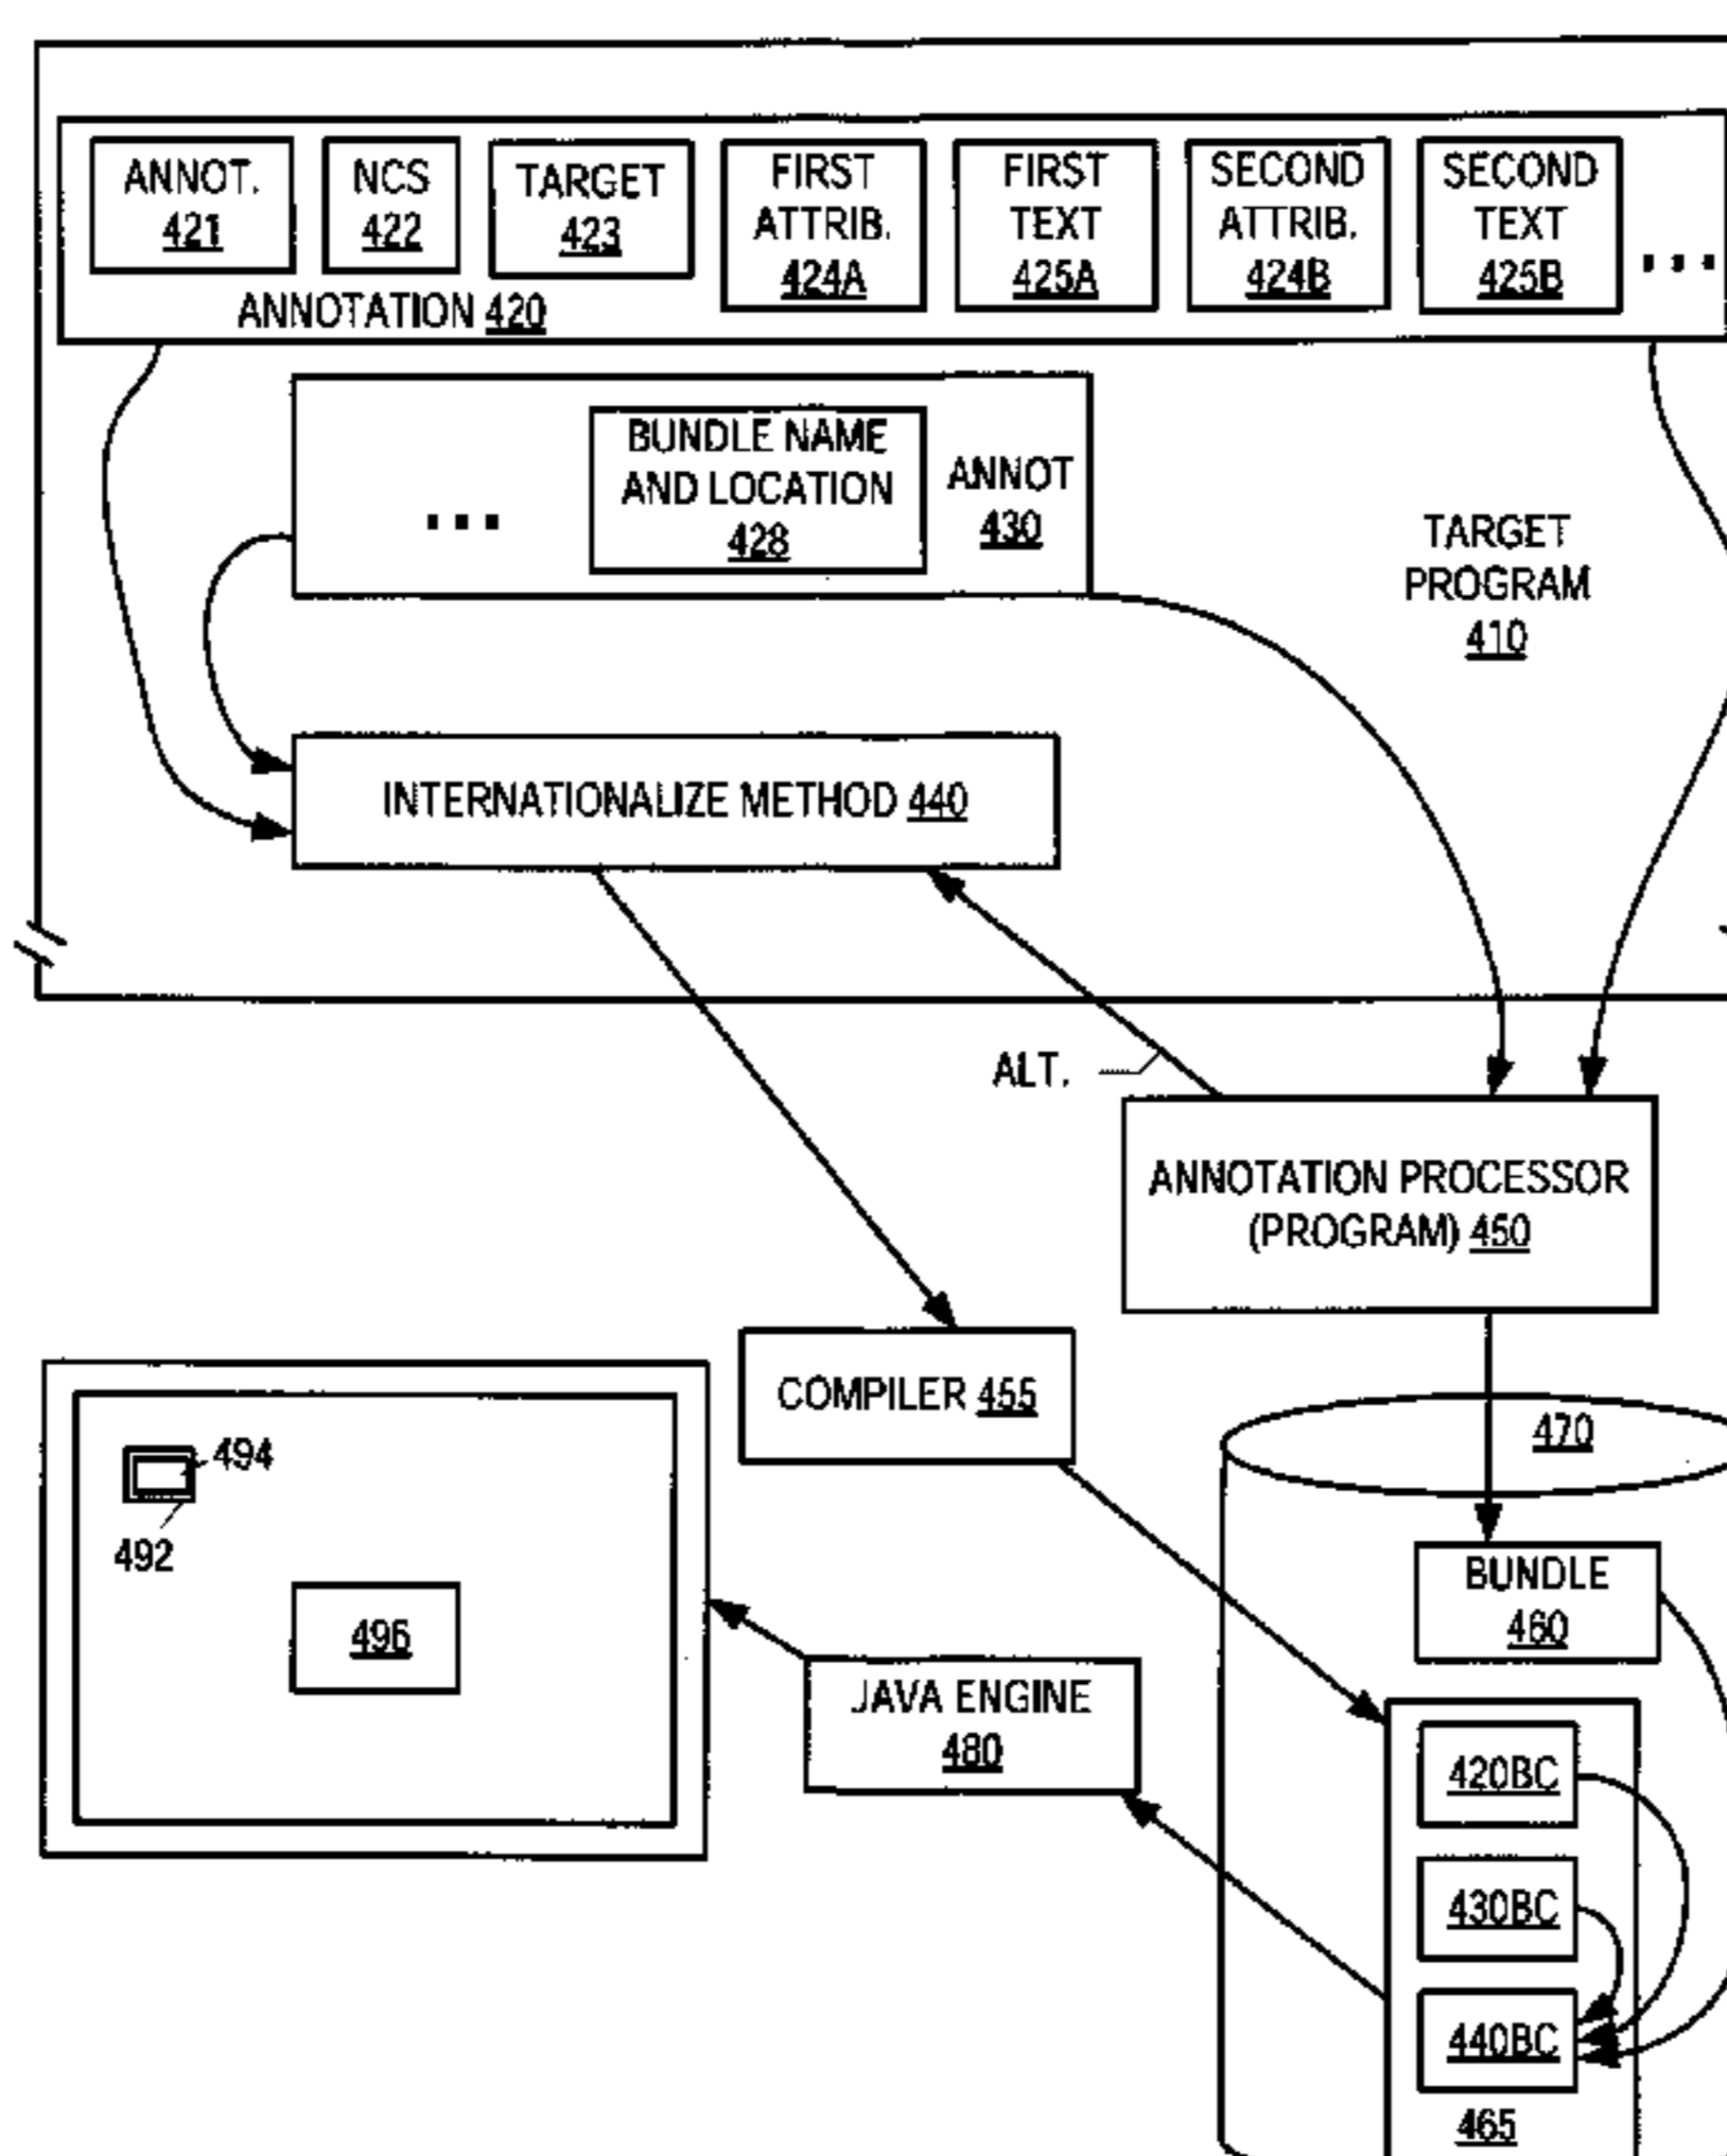 ANNOT.
421
NCS
422
TARGET
423
FIRST
ATTRIB.
424A
FIRST
TEXT
425A
SECOND
ATTRIB.
424B
SECOND
TEXT
425B
...
ANNOTATION 420
...
BUNDLE NAME
AND LOCATION
428
ANNOT
430
TARGET
PROGRAM
410
INTERNATIONALIZE METHOD 440
ALT.
ANNOTATION PROCESSOR
(PROGRAM) 450
COMPILER 455
470
494
492
496
BUNDLE
460
JAVA ENGINE
480
420BC
430BC
440BC
465